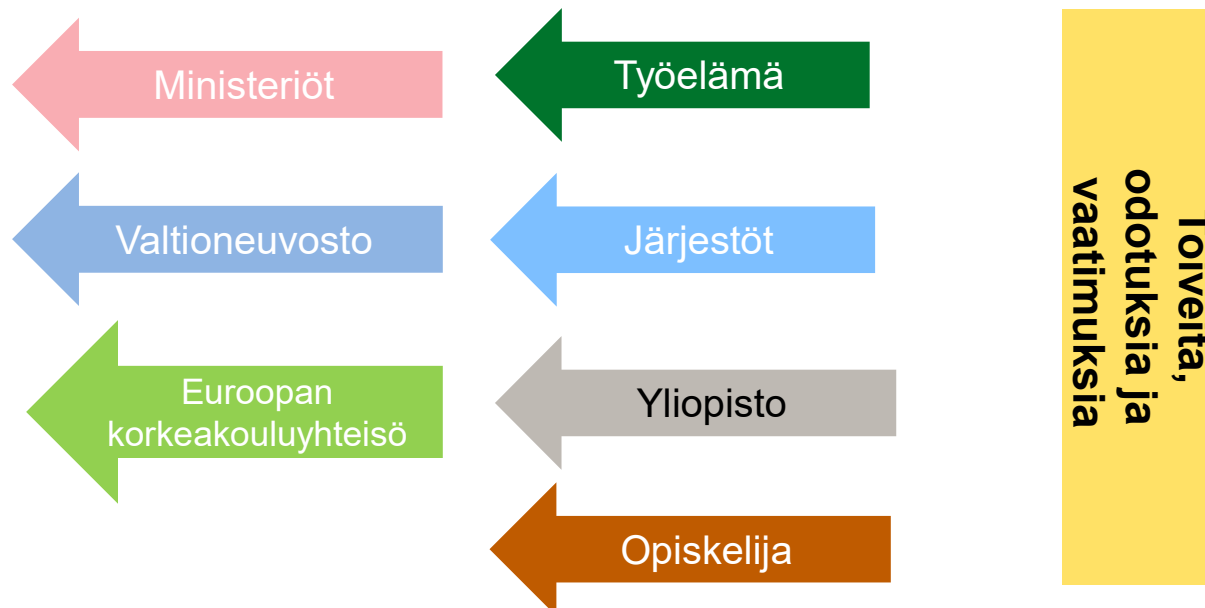 Ministeriöt
Työelämä
Valtioneuvosto
Järjestöt
Euroopan
korkeakouluyhteisö
Yliopisto
Opiskelija
Toiveita,
odotuksia ja
vaatimuksia